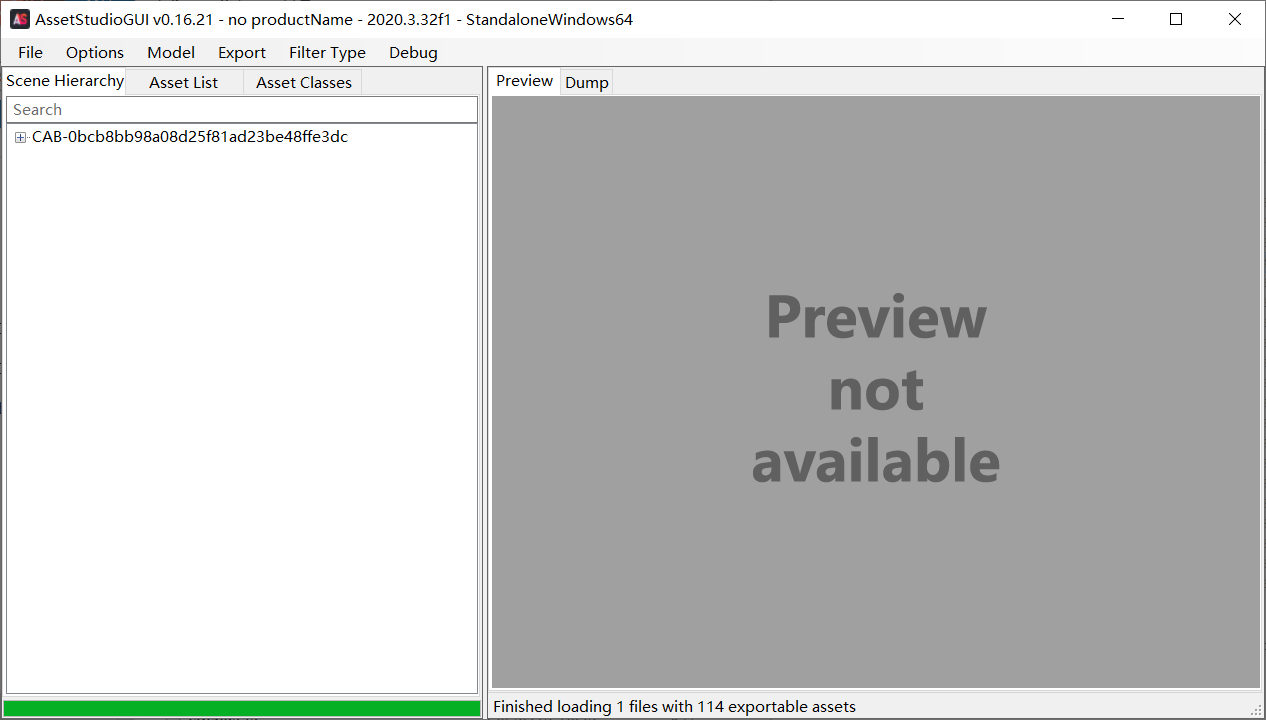 AS AssetStudioGUI v0.16.21 - no productName - 2020.3.32f1 - StandaloneWindows64
File Options Model Export Filter Type Debug
Scene Hierarchy Asset List Asset Classes
Search
CAB-0bcb8bb98a08d25f81ad23be48ffe3dc
Preview Dump
Preview
not
available
Finished loading 1 files with 114 exportable assets